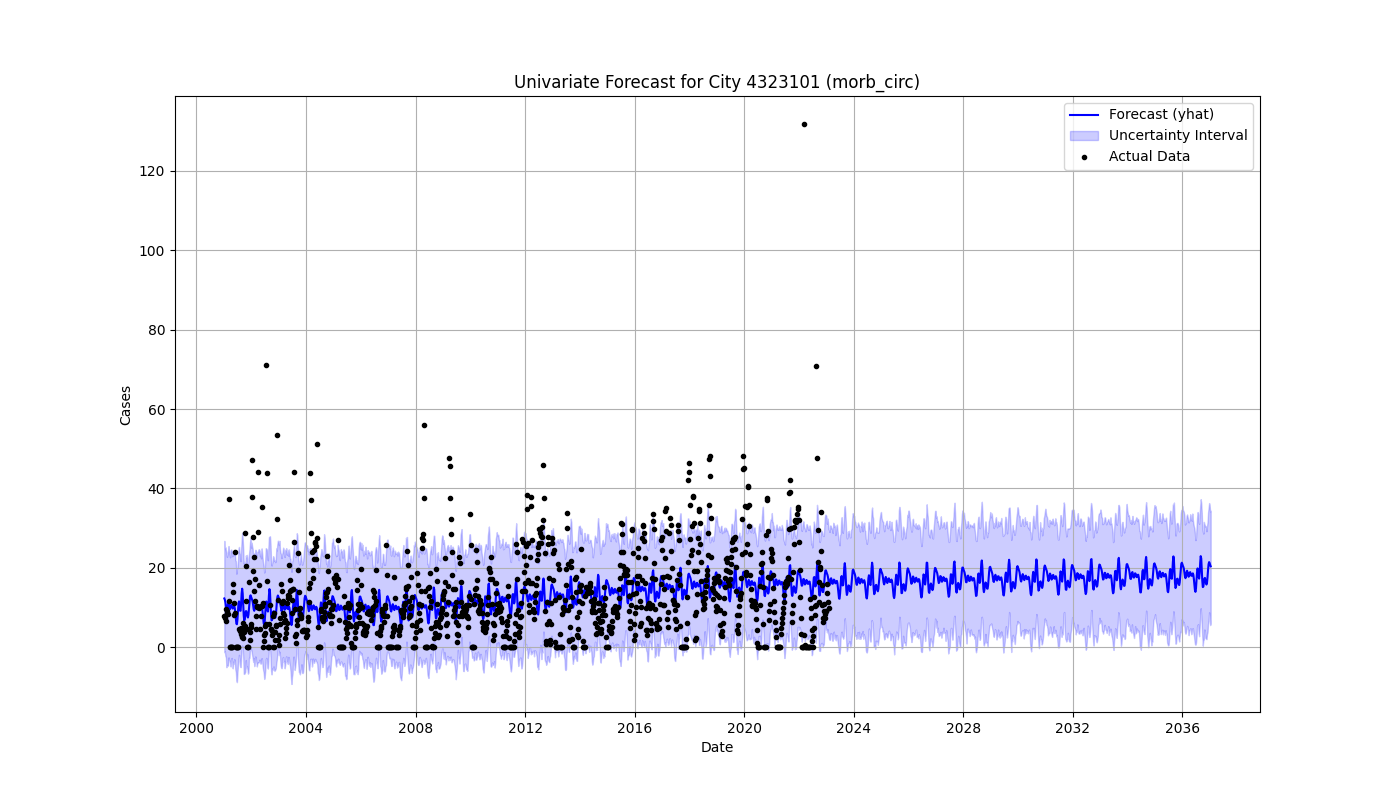 Univariate Forecast for City 4323101 (morb_circ)
Forecast (yhat)
Uncertainty Interval
Actual Data
120
100
80
60
40
20
0
Cases
2000 2004 2008 2012 2016 2020 2024 2028 2032 2036
Date